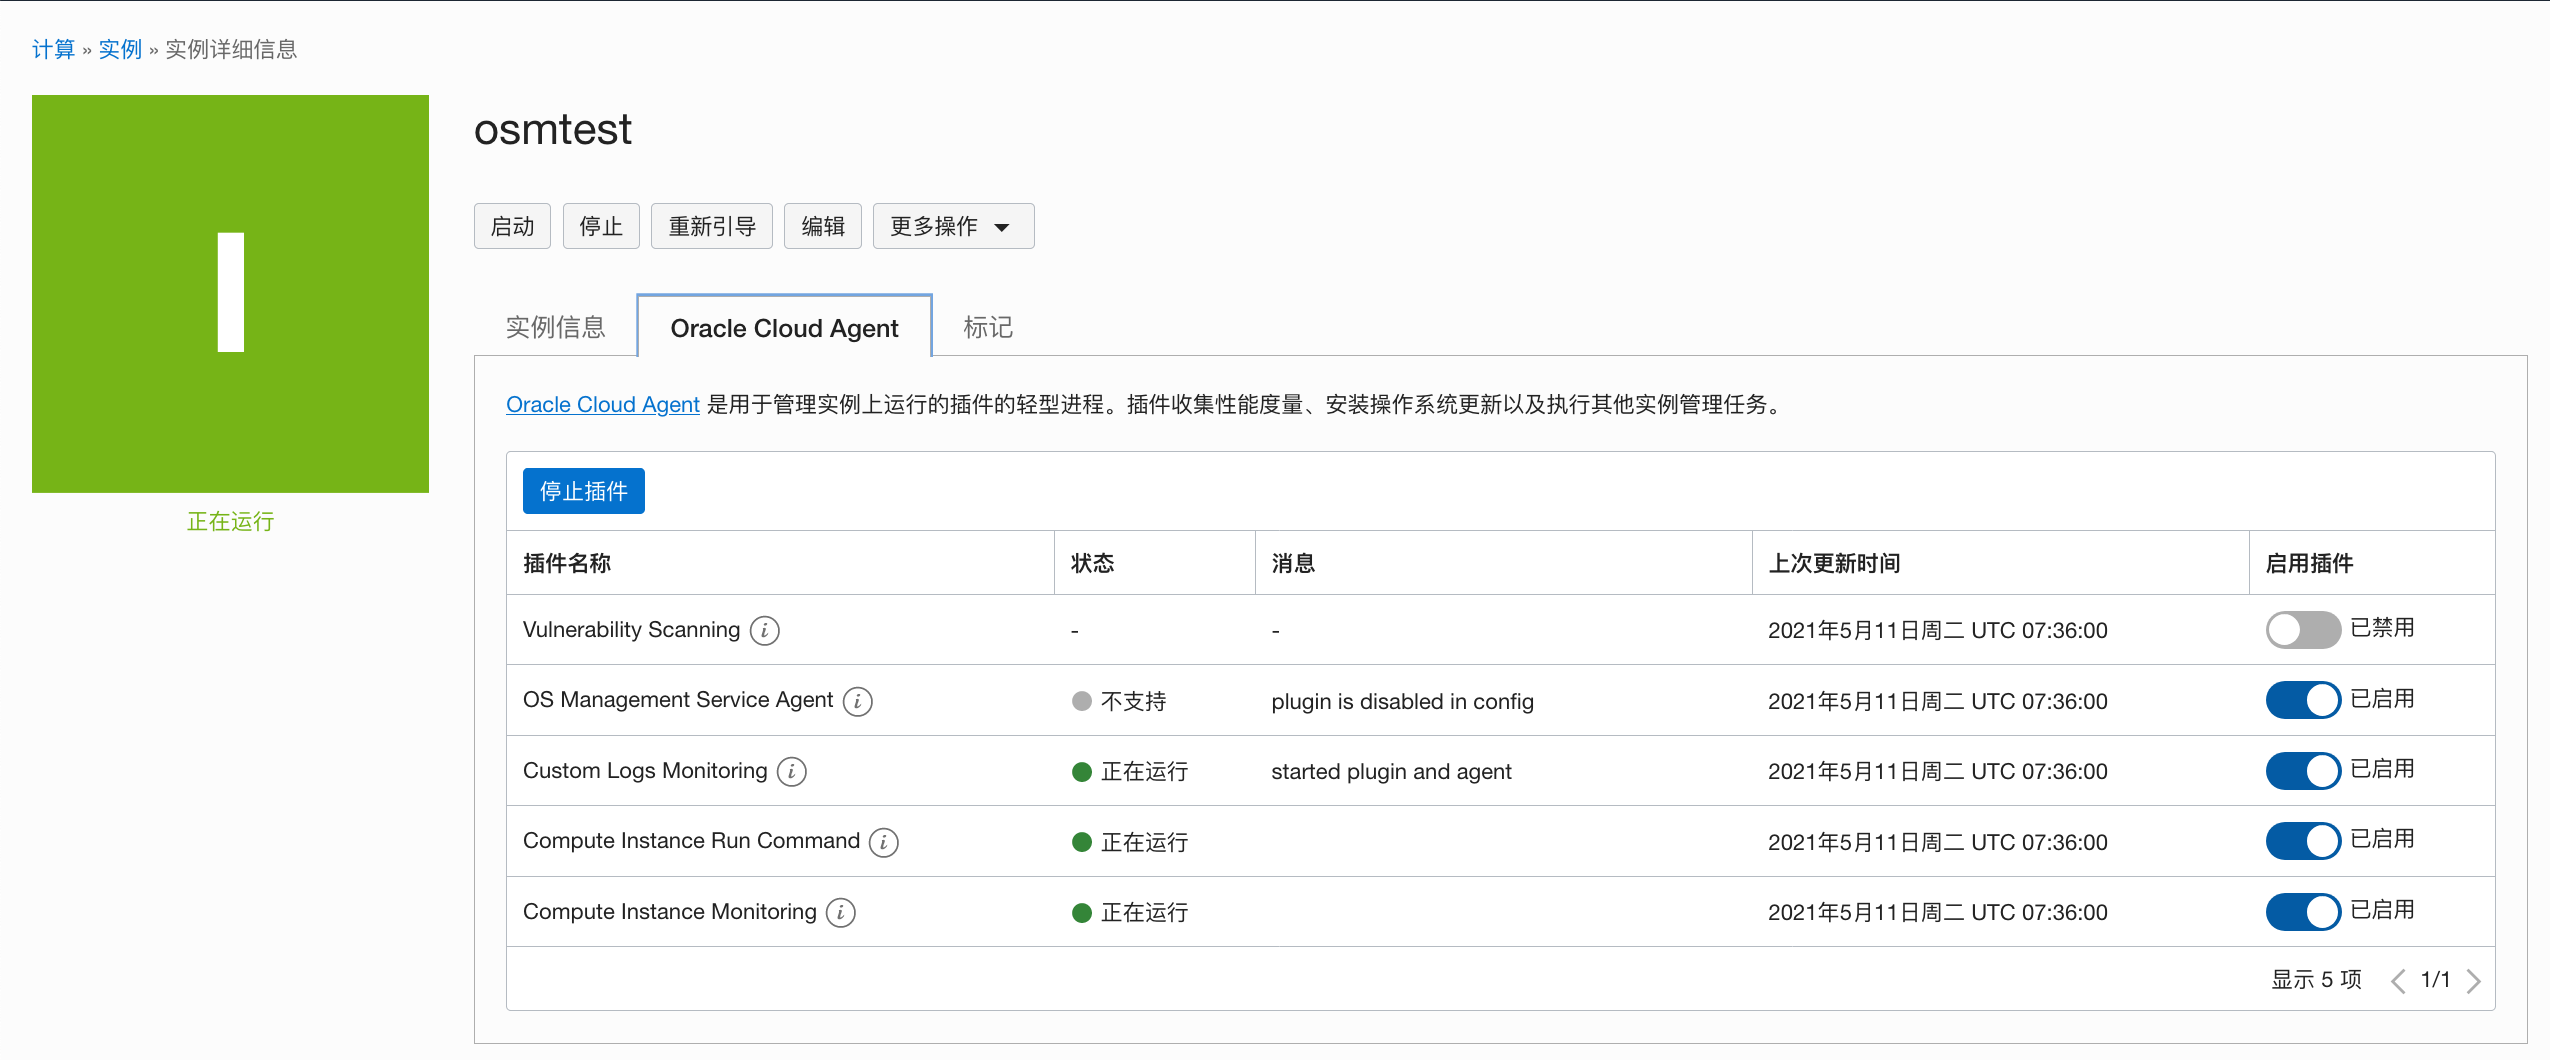 计算 » 实例 » 实例详细信息
I
正在运行
osmtest
启动 停止 重新引导 编辑 更多操作
实例信息 Oracle Cloud Agent 标记
Oracle Cloud Agent 是用于管理实例上运行的插件的轻型进程。插件收集性能度量、安装操作系统更新以及执行其他实例管理任务。
停止插件
插件名称 状态 消息 上次更新时间 启用插件
Vulnerability Scanning i - - 2021年5月11日周二 UTC 07:36:00 已禁用
OS Management Service Agent i 不支持 plugin is disabled in config 2021年5月11日周二 UTC 07:36:00 已启用
Custom Logs Monitoring i 正在运行 started plugin and agent 2021年5月11日周二 UTC 07:36:00 已启用
Compute Instance Run Command i 正在运行 2021年5月11日周二 UTC 07:36:00 已启用
Compute Instance Monitoring i 正在运行 2021年5月11日周二 UTC 07:36:00 已启用
显示 5 项 < 1/1 >